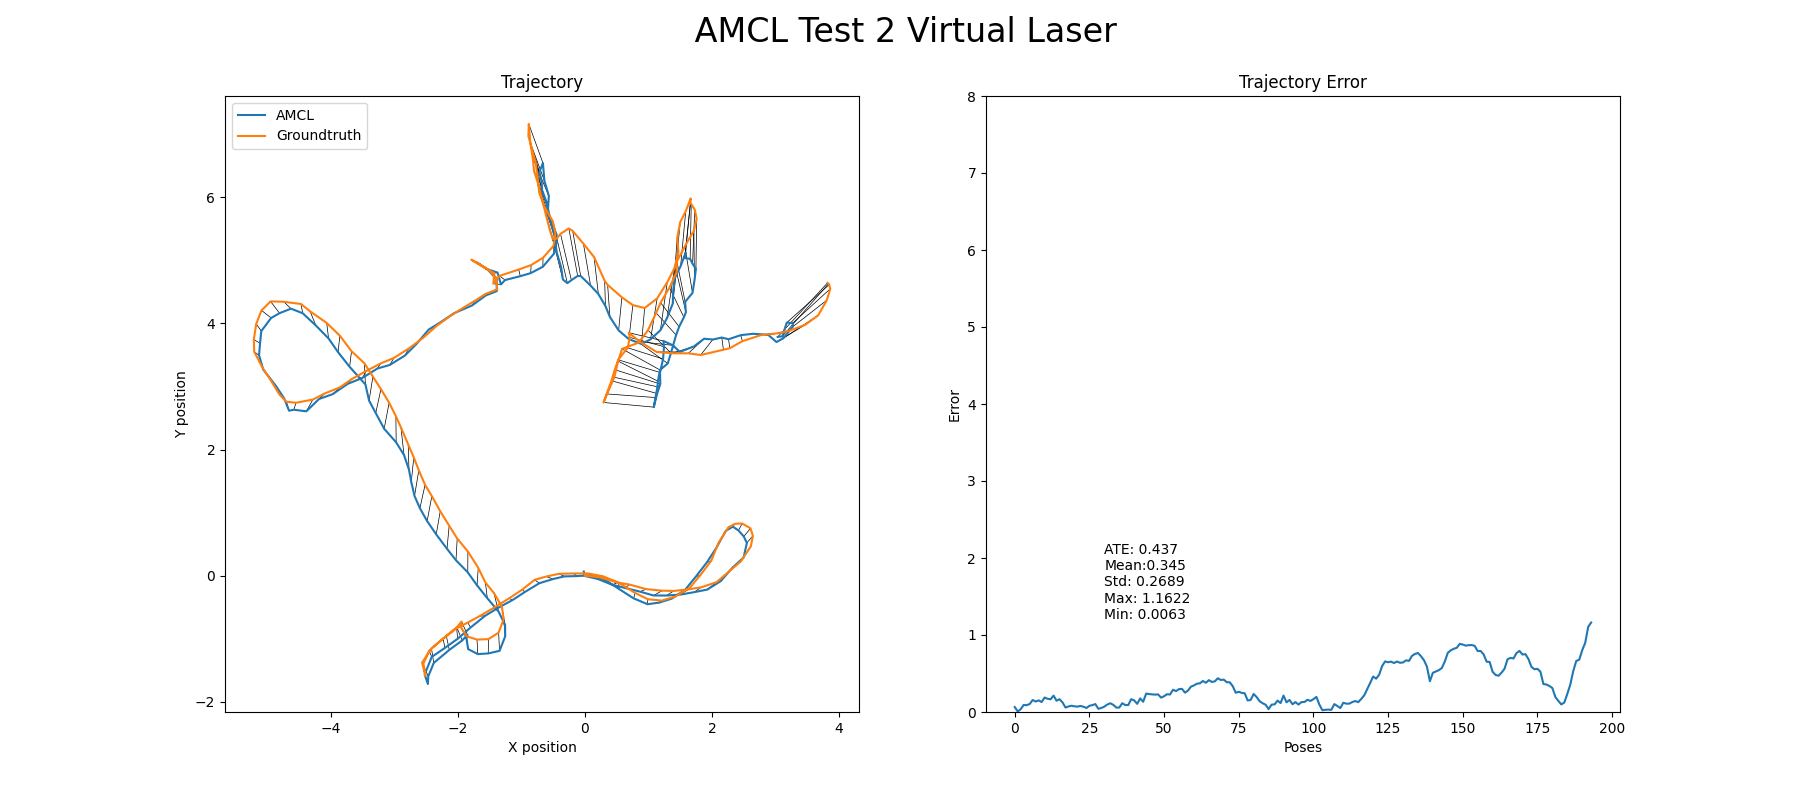 AMCL Test 2 Virtual Laser
Trajectory
AMCL
Groundtruth
6
4
2
0
−2
Y position
−4
−2
0
2
4
X position
Trajectory Error
8
7
6
5
4
3
2
1
0
Error
ATE: 0.437
Mean:0.345
Std: 0.2689
Max: 1.1622
Min: 0.0063
0
25
50
75
100
125
150
175
200
Poses